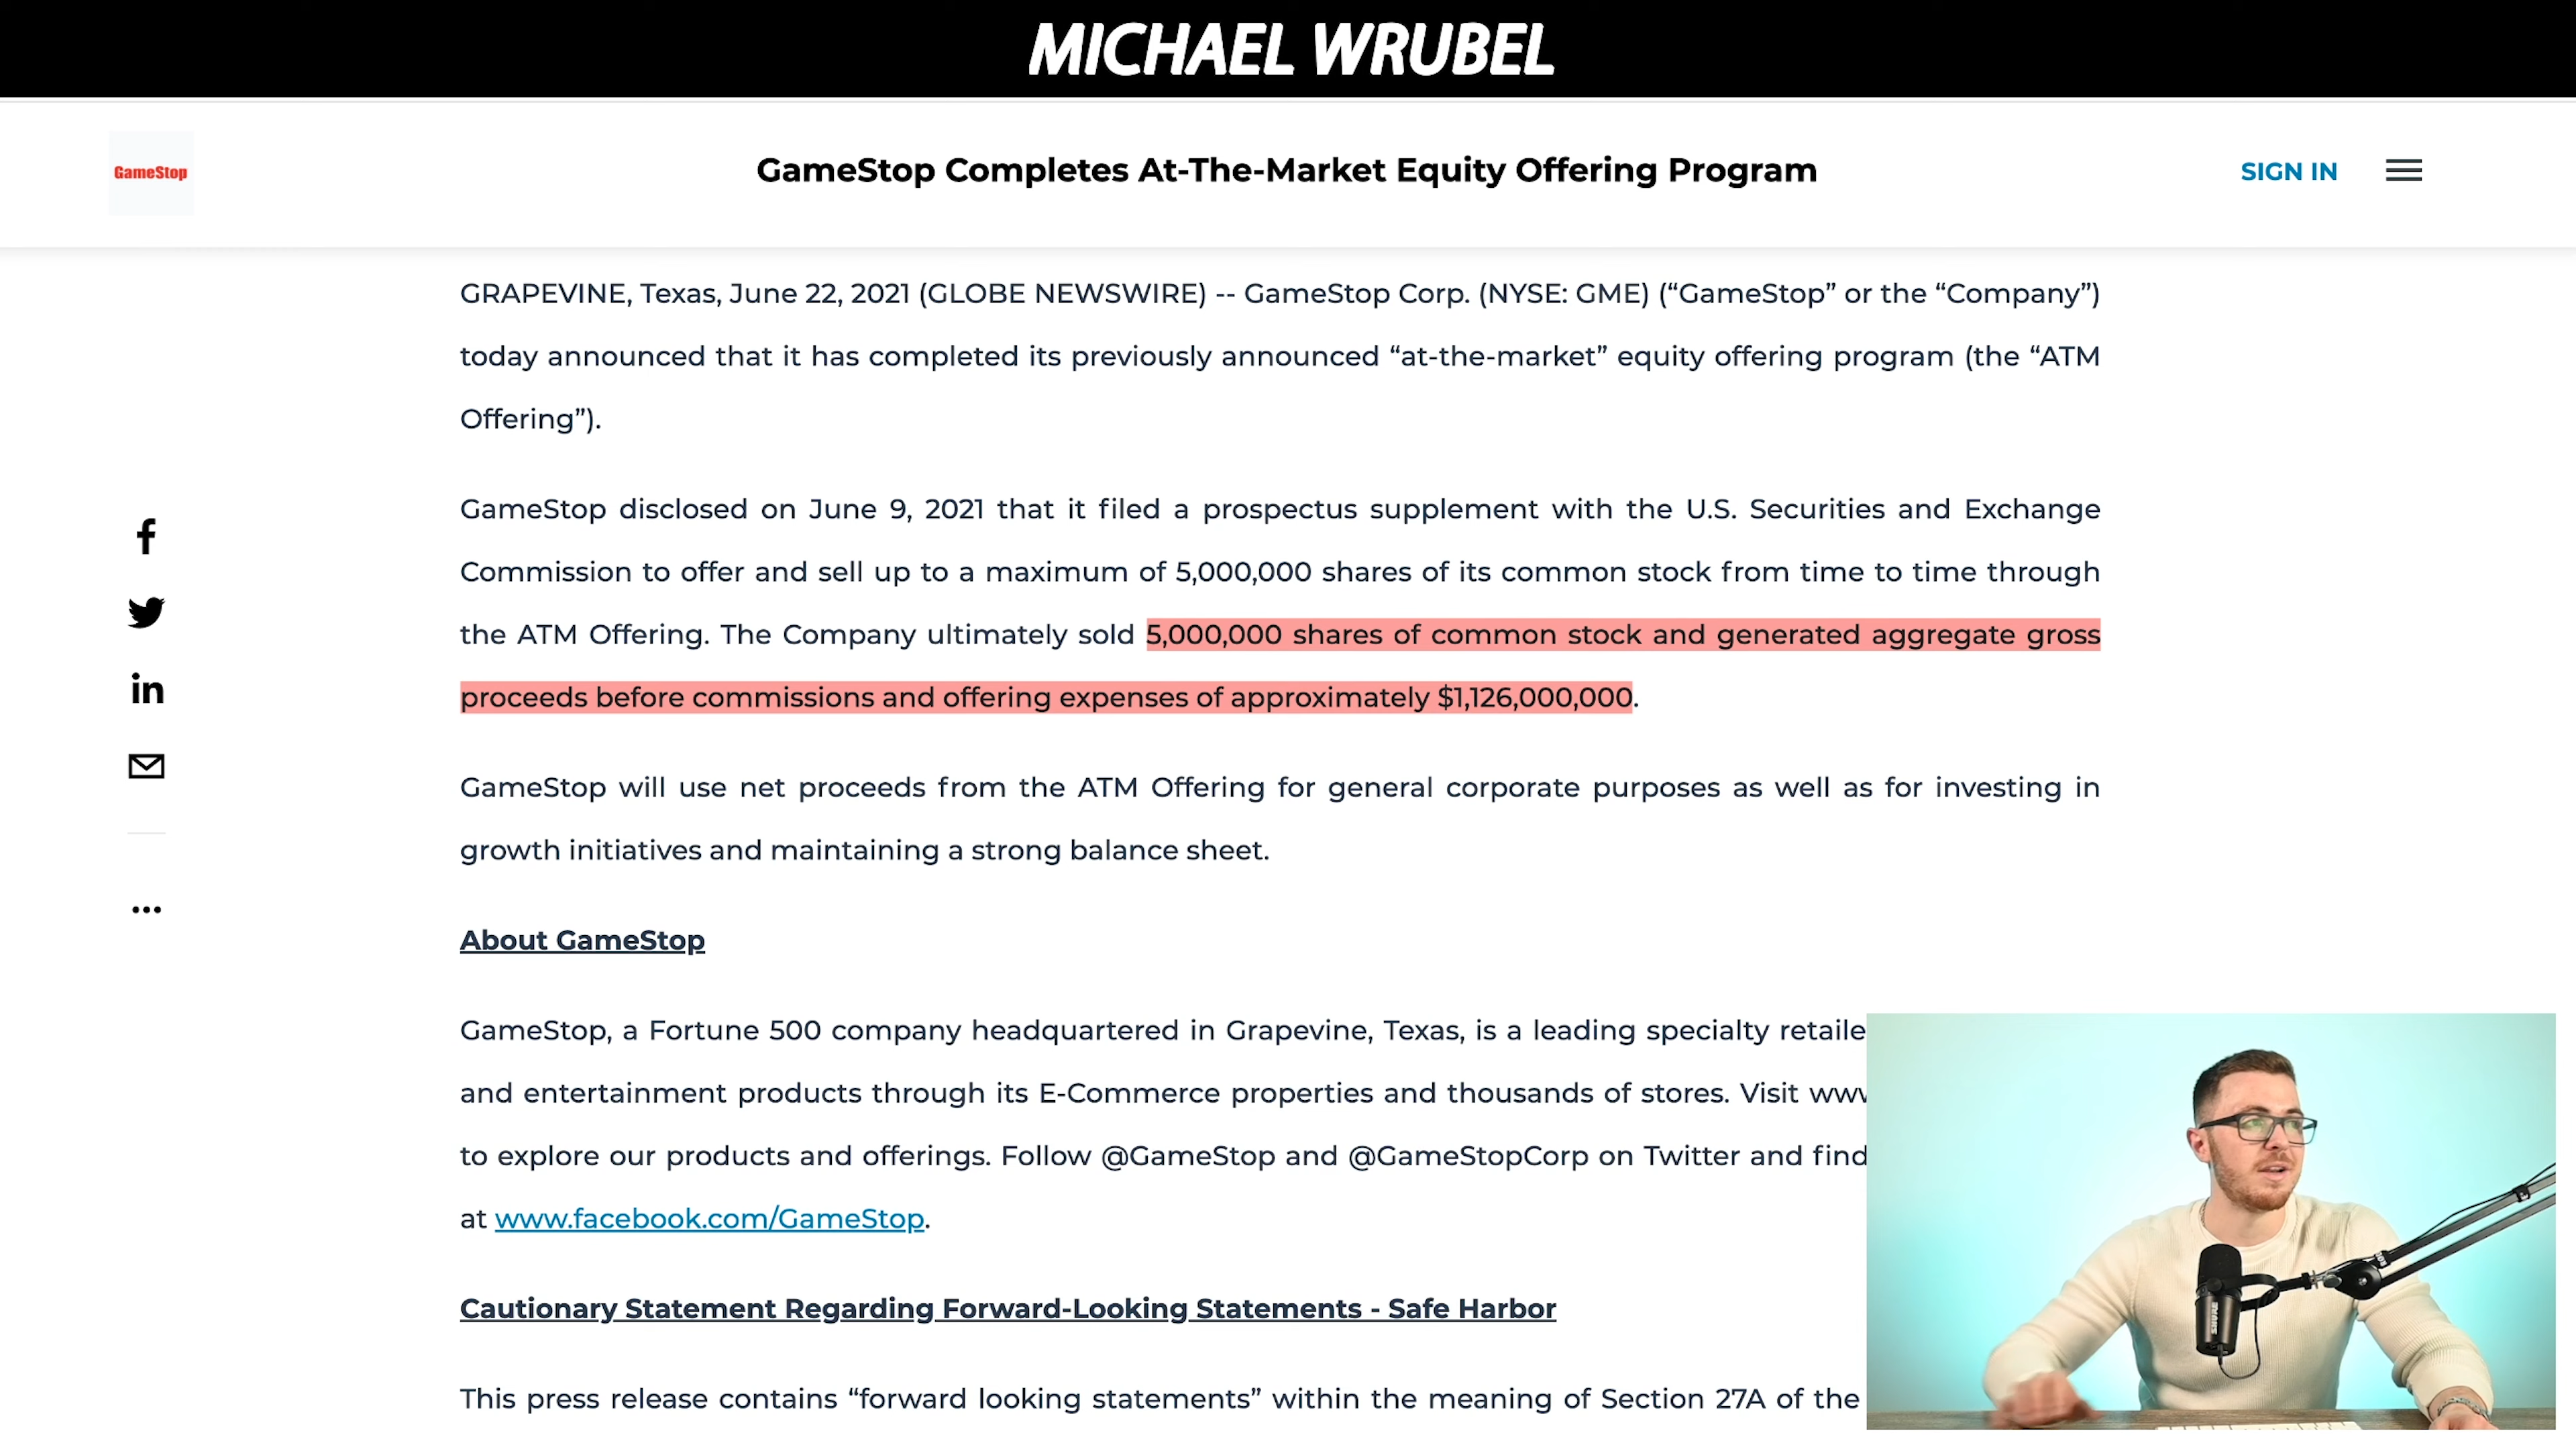 MICHAEL WRUBEL
GameStop
GameStop Completes At-The-Market Equity Offering Program
SIGN IN
GRAPEVINE, Texas, June 22, 2021 (GLOBE NEWSWIRE) -- GameStop Corp. (NYSE: GME) (“GameStop” or the “Company”)
today announced that it has completed its previously announced “at-the-market” equity offering program (the “ATM
Offering”).
GameStop disclosed on June 9, 2021 that it filed a prospectus supplement with the U.S. Securities and Exchange
Commission to offer and sell up to a maximum of 5,000,000 shares of its common stock from time to time through
the ATM Offering. The Company ultimately sold 5,000,000 shares of common stock and generated aggregate gross
proceeds before commissions and offering expenses of approximately $1,126,000,000.
GameStop will use net proceeds from the ATM Offering for general corporate purposes as well as for investing in
growth initiatives and maintaining a strong balance sheet.
About GameStop
GameStop, a Fortune 500 company headquartered in Grapevine, Texas, is a leading specialty retaile
and entertainment products through its E-Commerce properties and thousands of stores. Visit www
to explore our products and offerings. Follow @GameStop and @GameStopCorp on Twitter and find
at www.facebook.com/GameStop.
Cautionary Statement Regarding Forward-Looking Statements - Safe Harbor
This press release contains “forward looking statements” within the meaning of Section 27A of the
SHURE